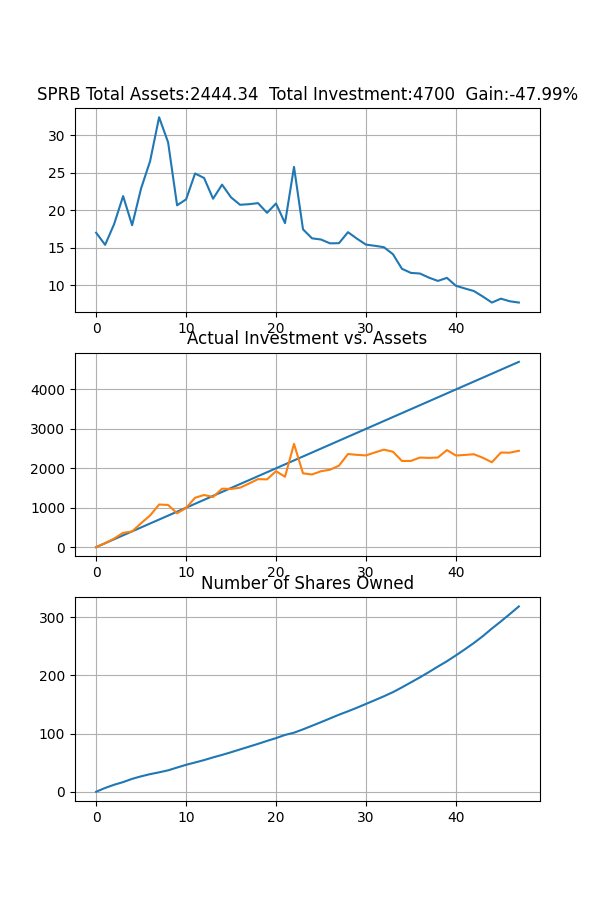 SPRB Total Assets:2444.34  Total Investment:4700  Gain:-47.99%
30
25
20
15
10
0 10 20 30 40
Actual Investment vs. Assets
4000
3000
2000
1000
0
0 10 20 30 40
Number of Shares Owned
300
200
100
0
0 10 20 30 40